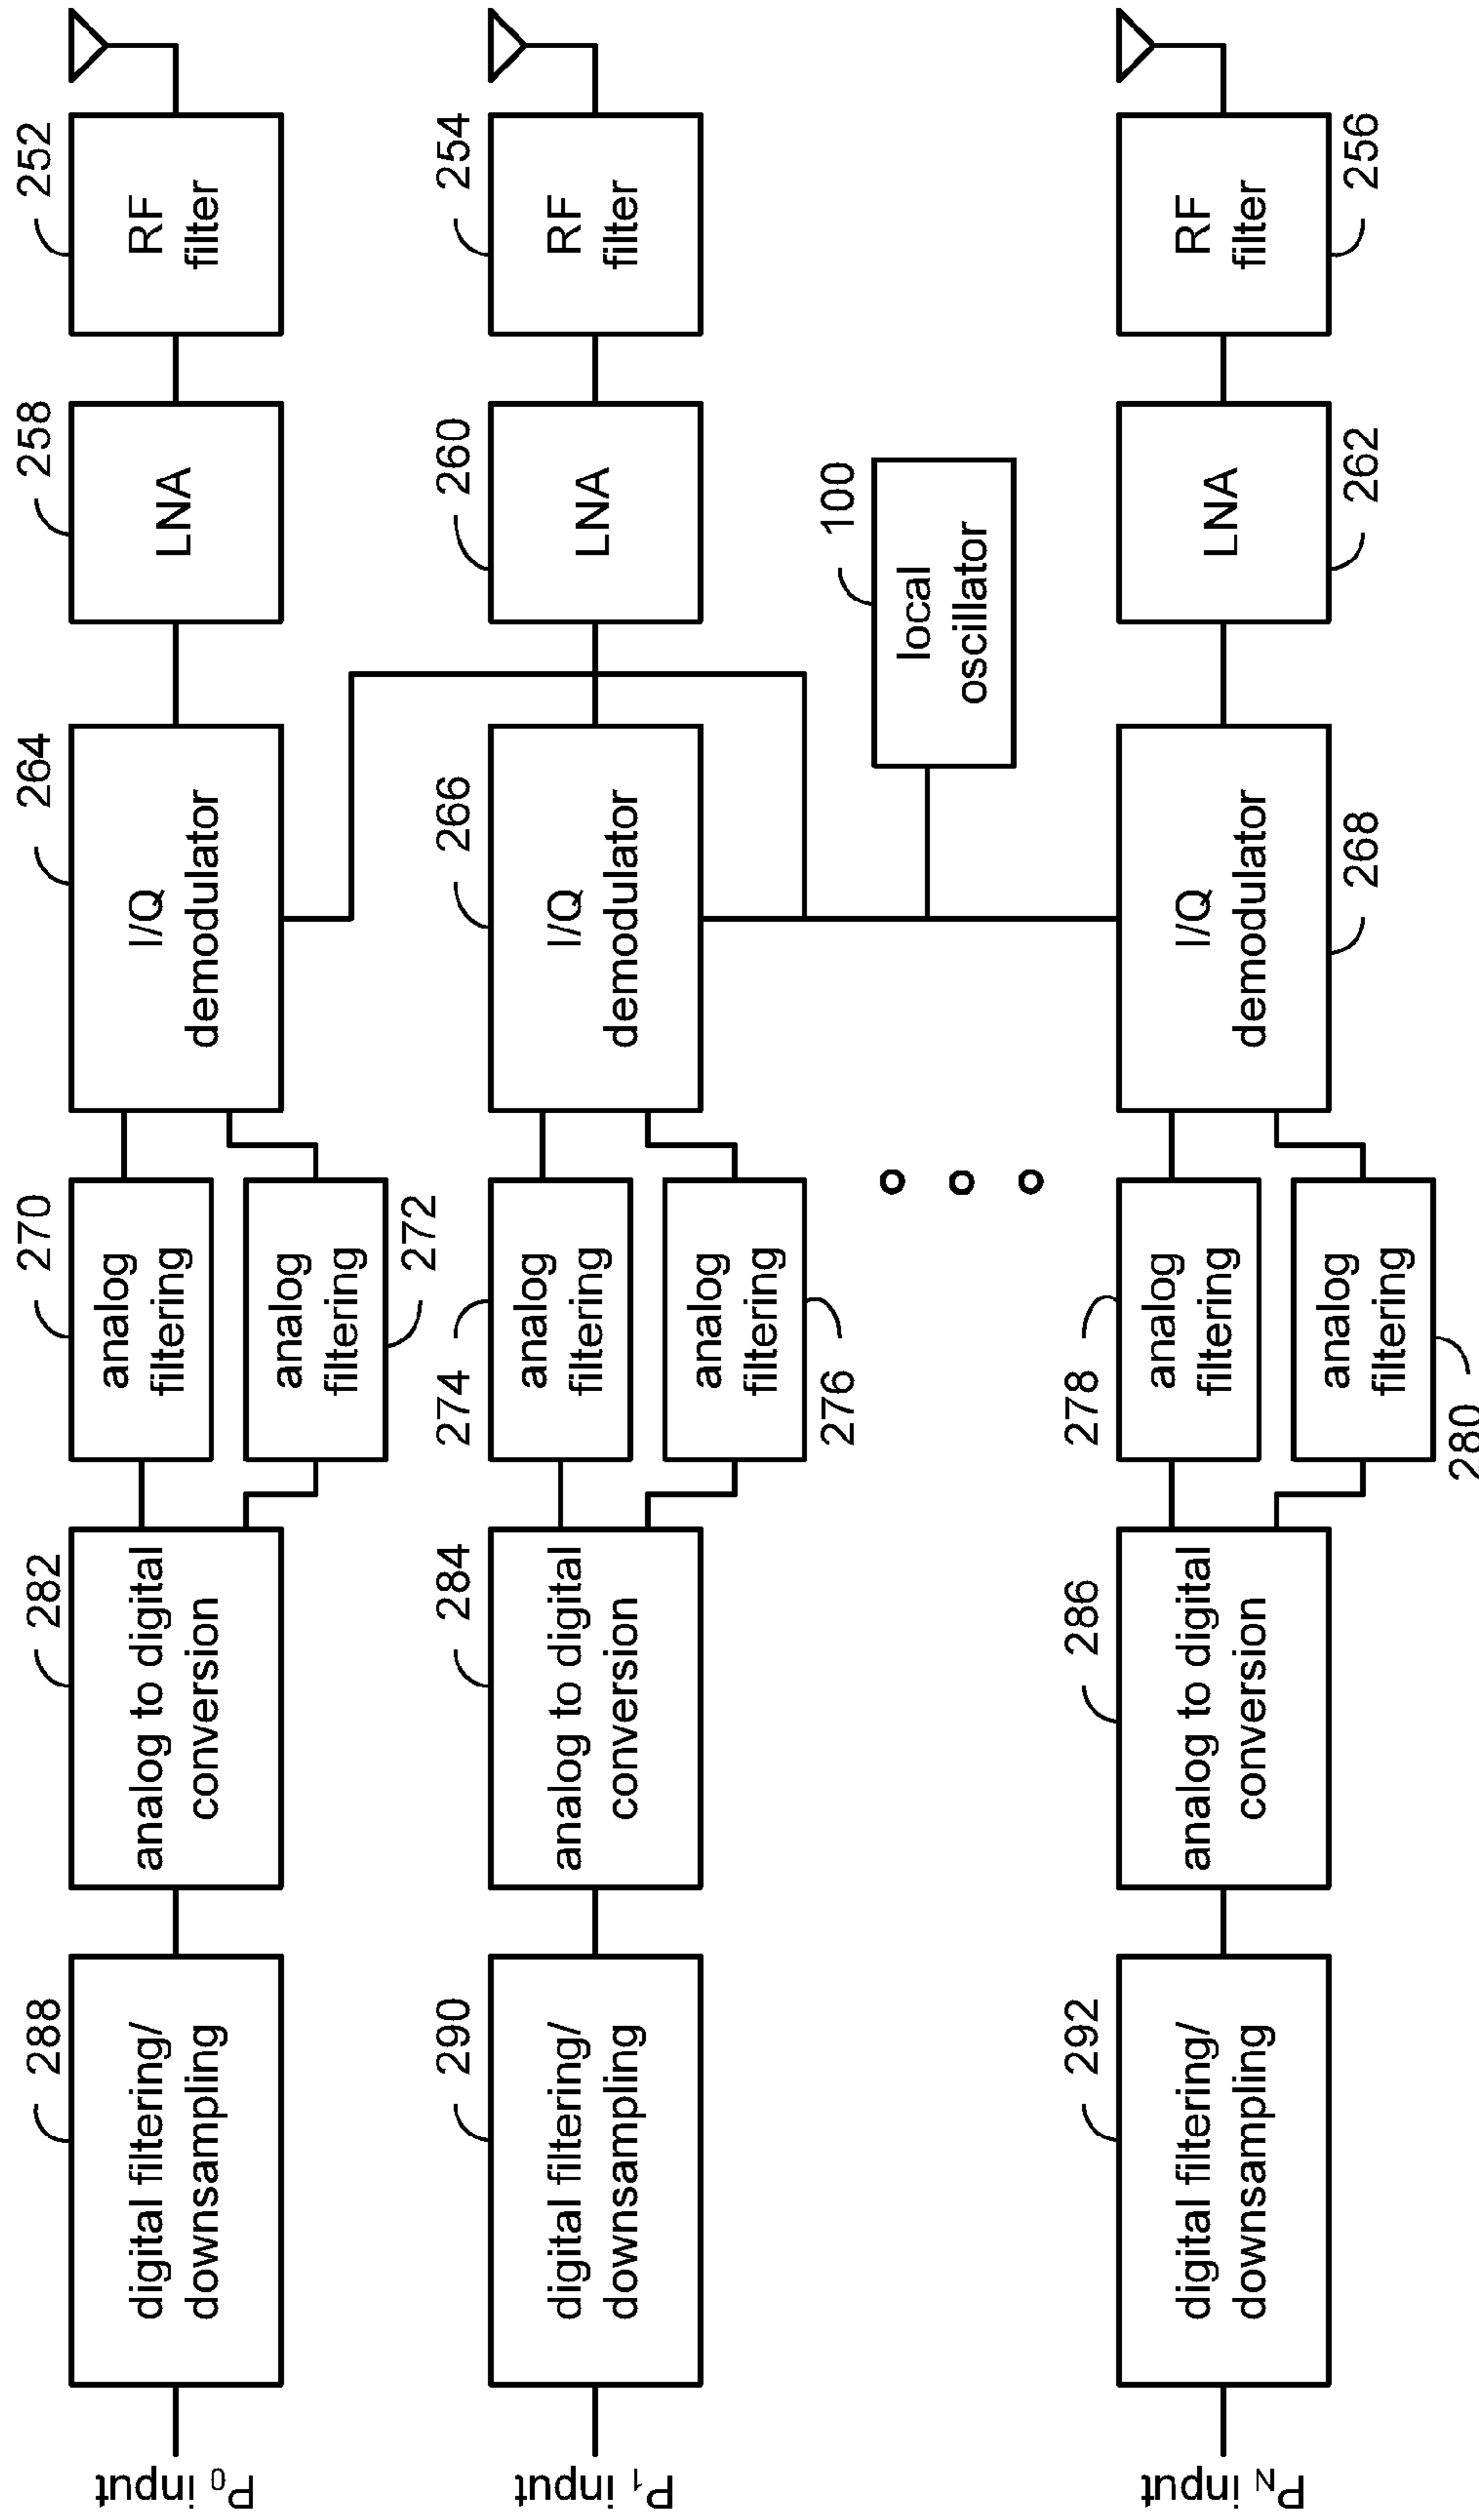 P0 input
288
digital filtering/
downsampling
282
analog to digital
conversion
270
analog
filtering
analog
filtering
272
264
I/Q
demodulator
258
LNA
252
RF
filter
P1 input
290
digital filtering/
downsampling
284
analog to digital
conversion
274
analog
filtering
analog
filtering
276
266
I/Q
demodulator
260
LNA
254
RF
filter
100
local
oscillator
PN input
292
digital filtering/
downsampling
286
analog to digital
conversion
278
analog
filtering
analog
filtering
280
I/Q
demodulator
268
LNA
262
RF
filter
256